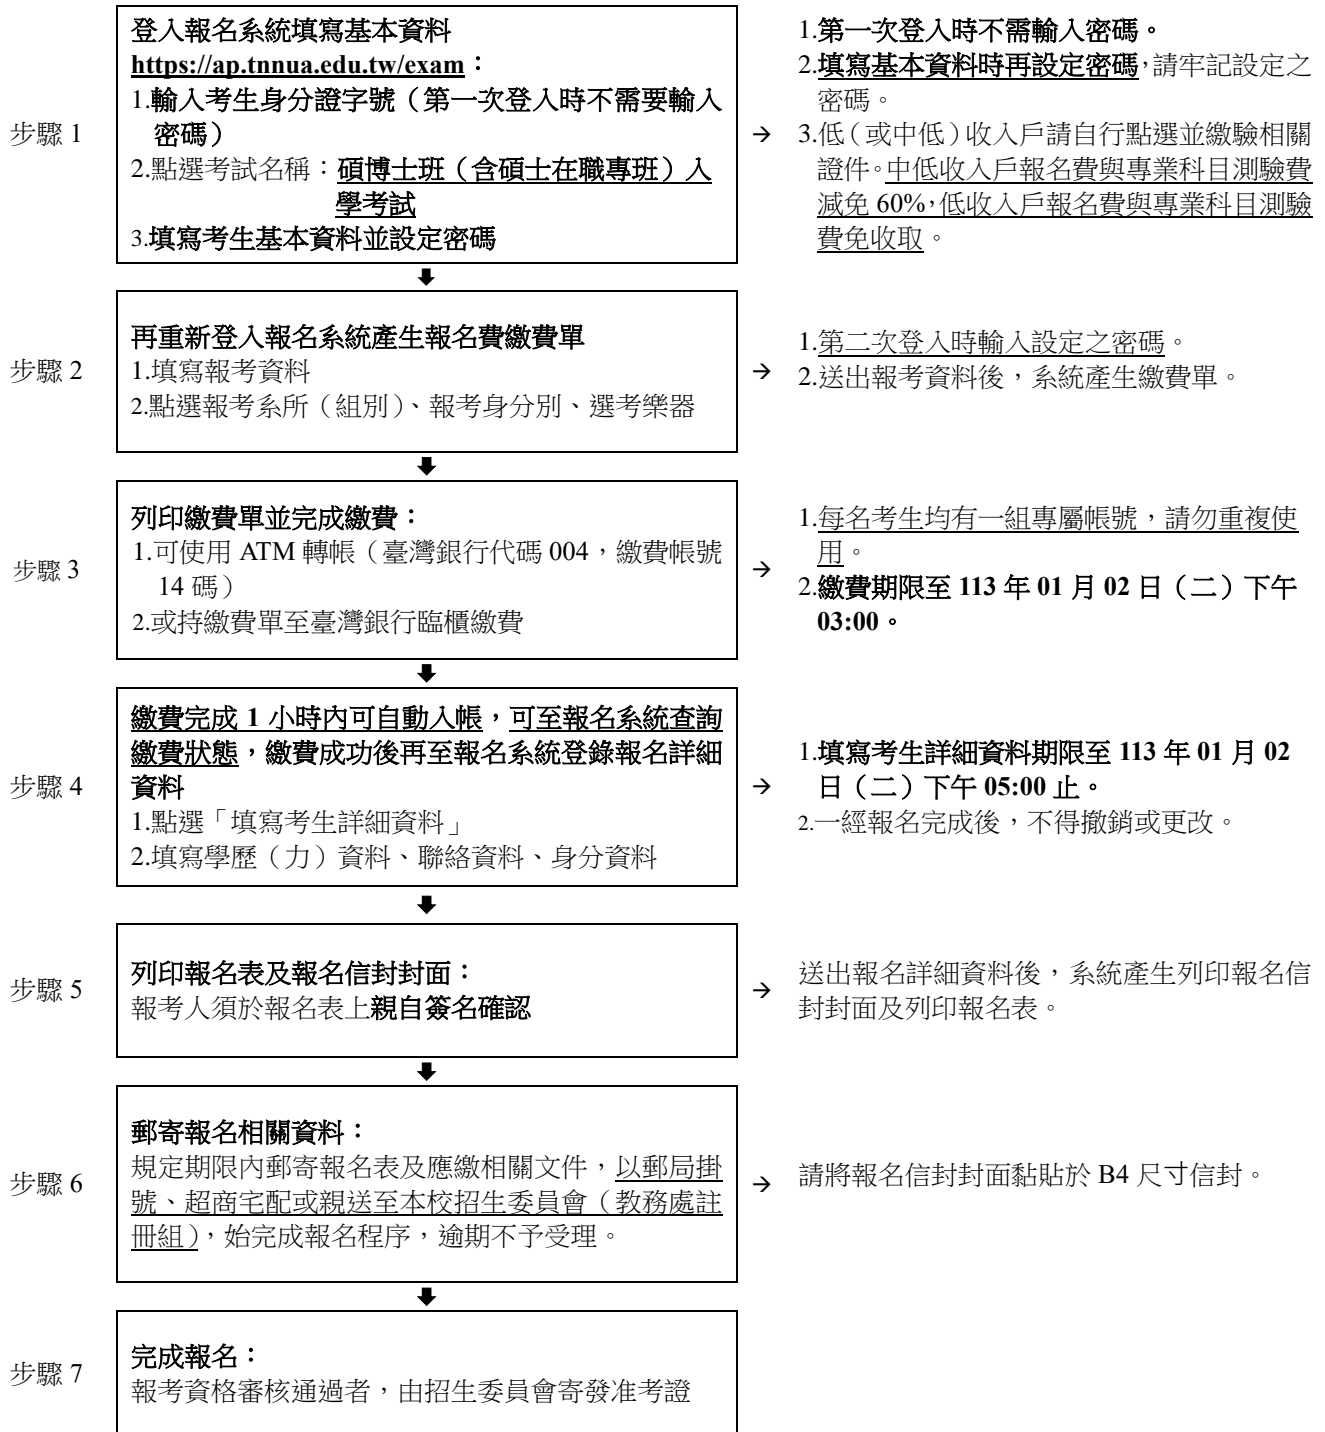 登入報名系統填寫基本資料
https://ap.tnnua.edu.tw/exam：
1.輸入考生身分證字號（第一次登入時不需要輸入
密碼）
2.點選考試名稱：碩博士班（含碩士在職專班）入
學考試
3.填寫考生基本資料並設定密碼
步驟 1
→
1.第一次登入時不需輸入密碼。
2.填寫基本資料時再設定密碼，請牢記設定之
密碼。
3.低（或中低）收入戶請自行點選並繳驗相關
證件。中低收入戶報名費與專業科目測驗費
減免 60%，低收入戶報名費與專業科目測驗
費免收取。
步驟 2
再重新登入報名系統產生報名費繳費單
1.填寫報考資料
2.點選報考系所（組別）、報考身分別、選考樂器
→
1.第二次登入時輸入設定之密碼。
2.送出報考資料後，系統產生繳費單。
步驟 3
列印繳費單並完成繳費：
1.可使用 ATM 轉帳（臺灣銀行代碼 004，繳費帳號
14 碼）
2.或持繳費單至臺灣銀行臨櫃繳費
→
1.每名考生均有一組專屬帳號，請勿重複使
用。
2.繳費期限至 113 年 01 月 02 日（二）下午
03:00。
步驟 4
繳費完成 1 小時內可自動入帳，可至報名系統查詢
繳費狀態，繳費成功後再至報名系統登錄報名詳細
資料
1.點選「填寫考生詳細資料」
2.填寫學歷（力）資料、聯絡資料、身分資料
→
1.填寫考生詳細資料期限至 113 年 01 月 02
日（二）下午 05:00 止。
2.一經報名完成後，不得撤銷或更改。
步驟 5
列印報名表及報名信封封面：
報考人須於報名表上親自簽名確認
→
送出報名詳細資料後，系統產生列印報名信
封封面及列印報名表。
步驟 6
郵寄報名相關資料：
規定期限內郵寄報名表及應繳相關文件，以郵局掛
號、超商宅配或親送至本校招生委員會（教務處註
冊組），始完成報名程序，逾期不予受理。
→
請將報名信封封面黏貼於 B4 尺寸信封。
步驟 7
完成報名：
報考資格審核通過者，由招生委員會寄發准考證